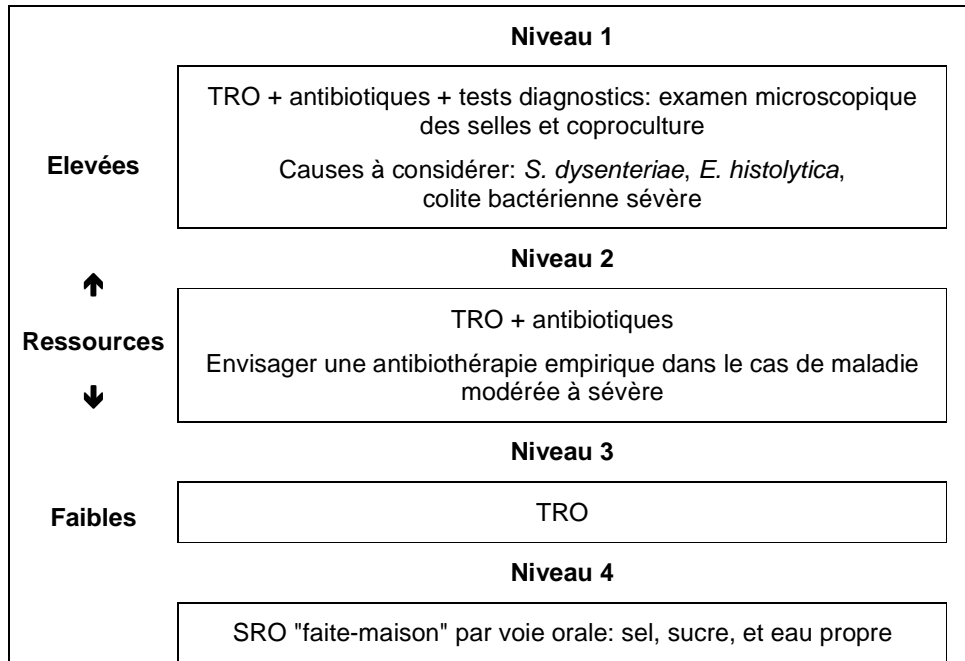 Niveau 1
TRO + antibiotiques + tests diagnostics: examen microscopique
des selles et coproculture
Elevées
Causes à considérer: S. dysenteriae, E. histolytica,
colite bactérienne sévère
Niveau 2
TRO + antibiotiques
Ressources
Envisager une antibiothérapie empirique dans le cas de maladie
modérée à sévère
Niveau 3
Faibles
TRO
Niveau 4
SRO "faite-maison" par voie orale: sel, sucre, et eau propre